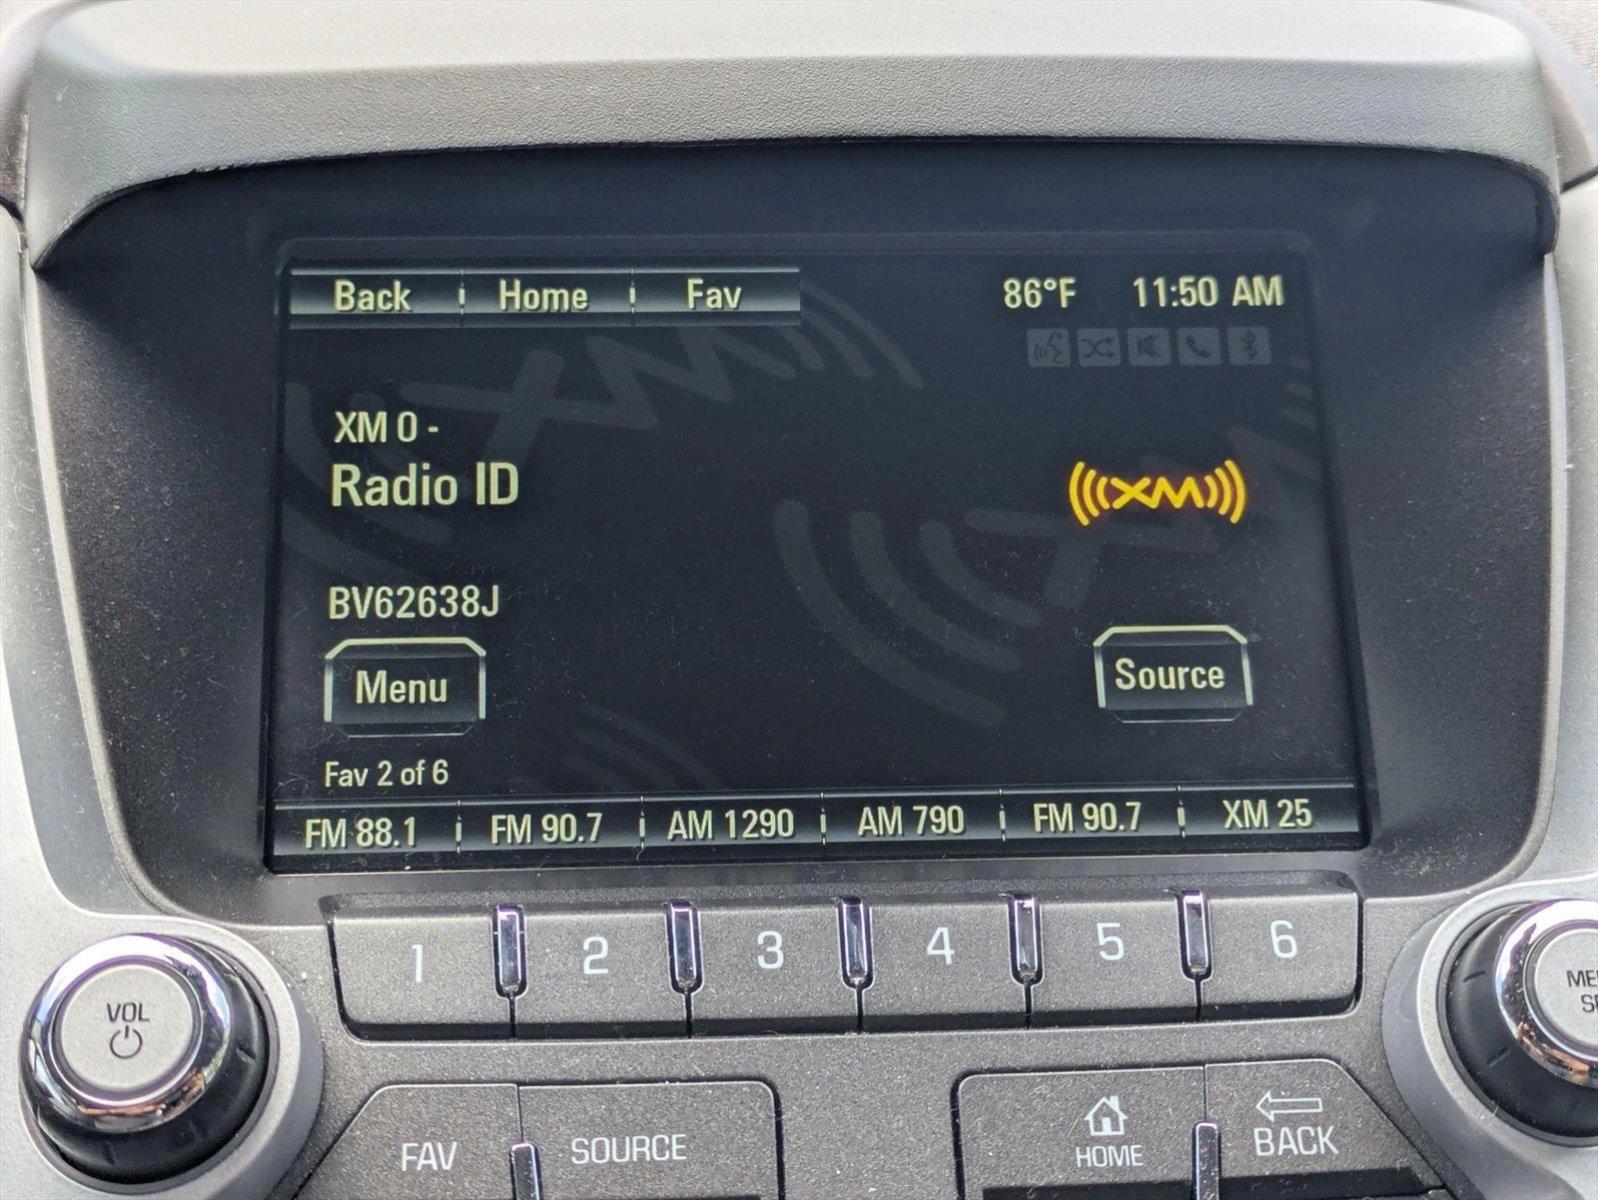 Back Home Fav 86°F 11:50 AM
XM 0 -
Radio ID
XM
BV62638J
Menu Source
Fav 2 of 6
FM 88.1 FM 90.7 AM 1290 AM 790 FM 90.7 XM 25
1 2 3 4 5 6
VOL
FAV SOURCE HOME BACK